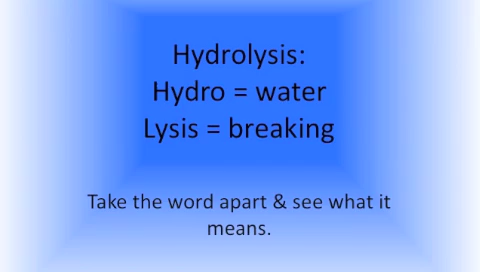 Hydrolysis:
Hydro = water
Lysis = breaking
Take the word apart & see what it
means.